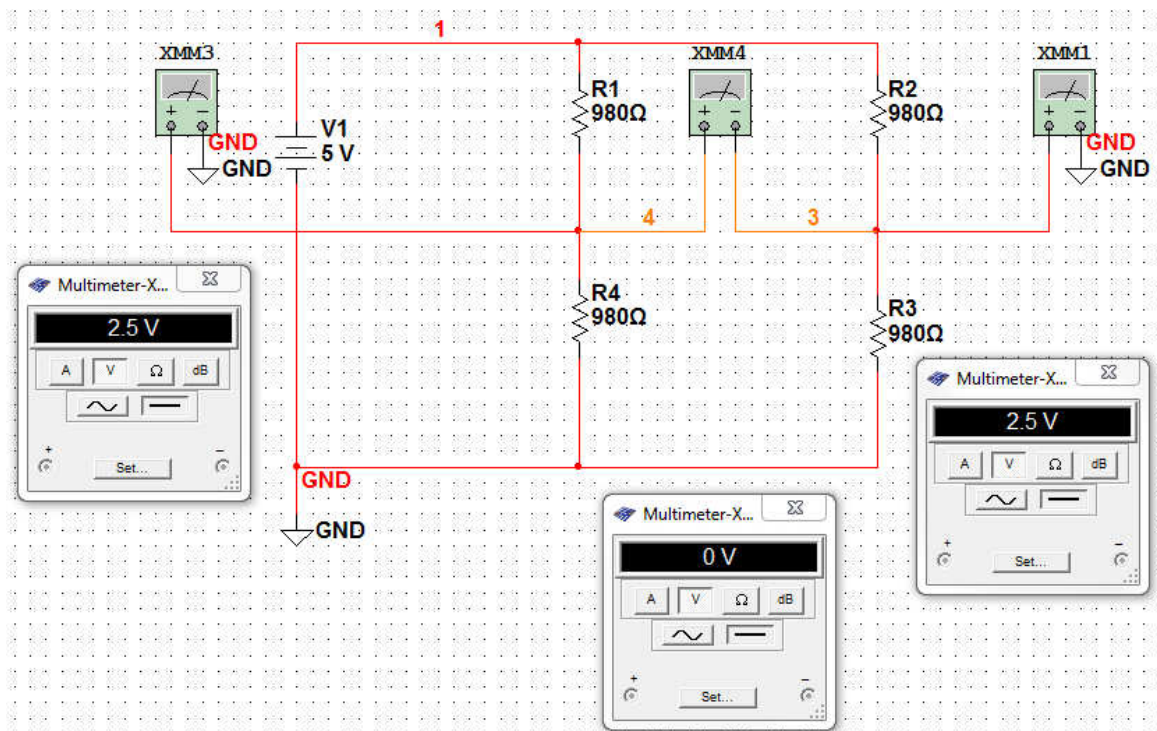 1
XMM3
XMM4
XMM1
+ −
+ −
+ −
R1
980Ω
R2
980Ω
V1
5 V
GND
GND
GND
GND
4
3
R4
980Ω
R3
980Ω
Multimeter-X...
2.5 V
A V Ω dB
+ −
Set...
Multimeter-X...
2.5 V
A V Ω dB
+ −
Set...
GND
GND
Multimeter-X...
0 V
A V Ω dB
+ −
Set...